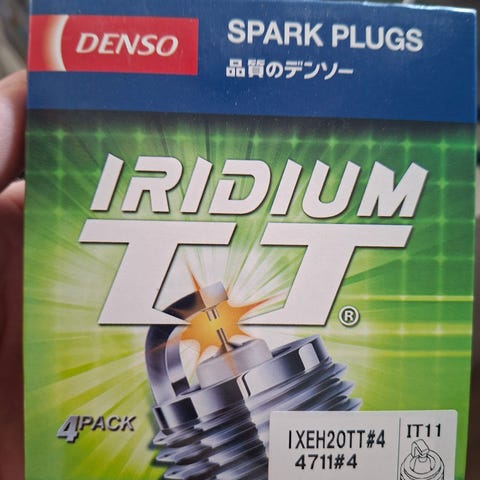 DENSO
SPARK PLUGS
品質のデンソー
IRIDIUM
TT®
4PACK
IXEH20TT#4
4711#4
IT11